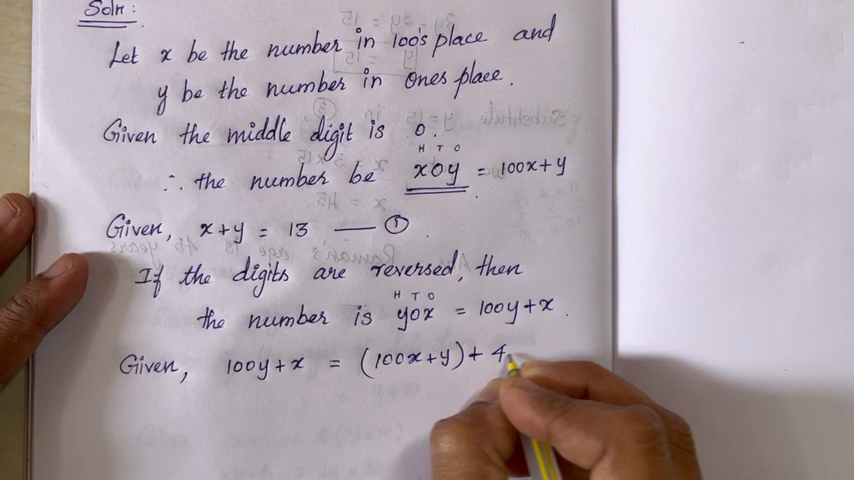 Soln:
Let x be the number in 100's place and
y be the number in ones place.
Given the middle digit is 0.
H T O
∴ the number be x0y = 100x+y
Given, x+y = 13 —— ①
If the digits are reversed, then
H T O
the number is y0x = 100y+x.
Given, 100y+x = (100x+y)+4